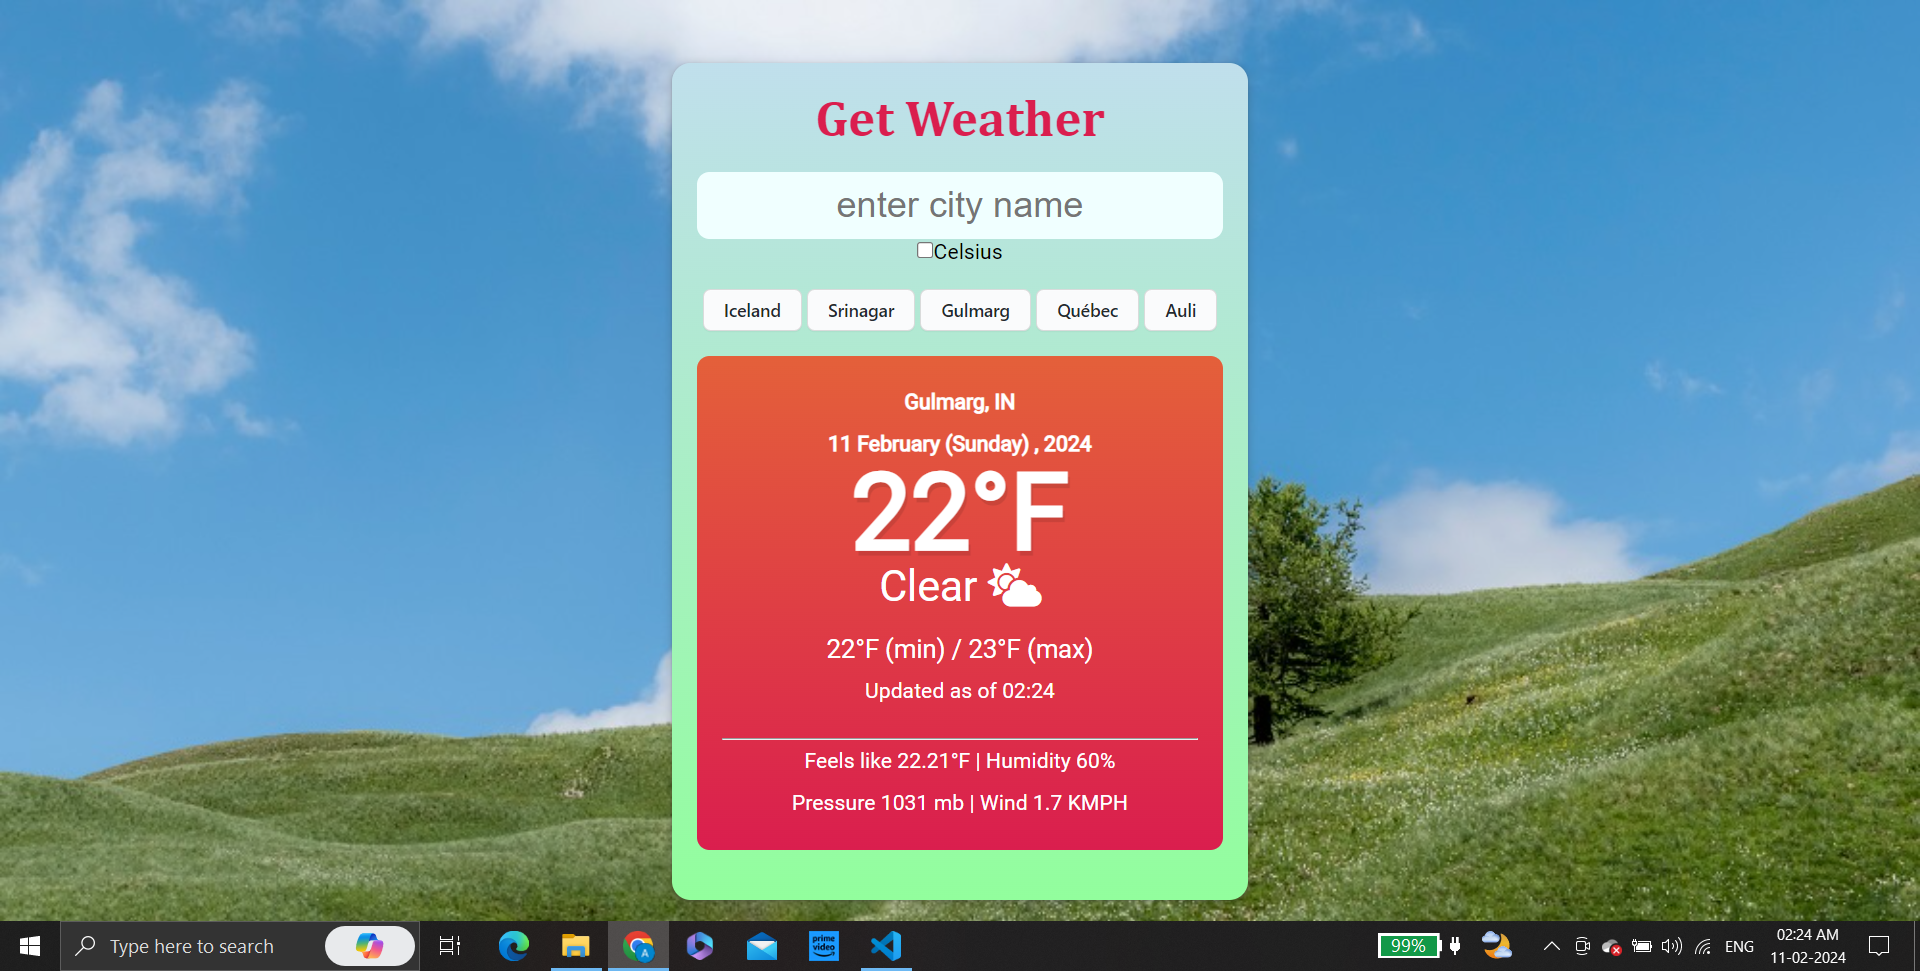 Get Weather
enter city name
Celsius
Iceland Srinagar Gulmarg Québec Auli
Gulmarg, IN
11 February (Sunday) , 2024
22°F
Clear
22°F (min) / 23°F (max)
Updated as of 02:24
Feels like 22.21°F | Humidity 60%
Pressure 1031 mb | Wind 1.7 KMPH
Type here to search
A
prime
video
99%
ENG
02:24 AM
11-02-2024